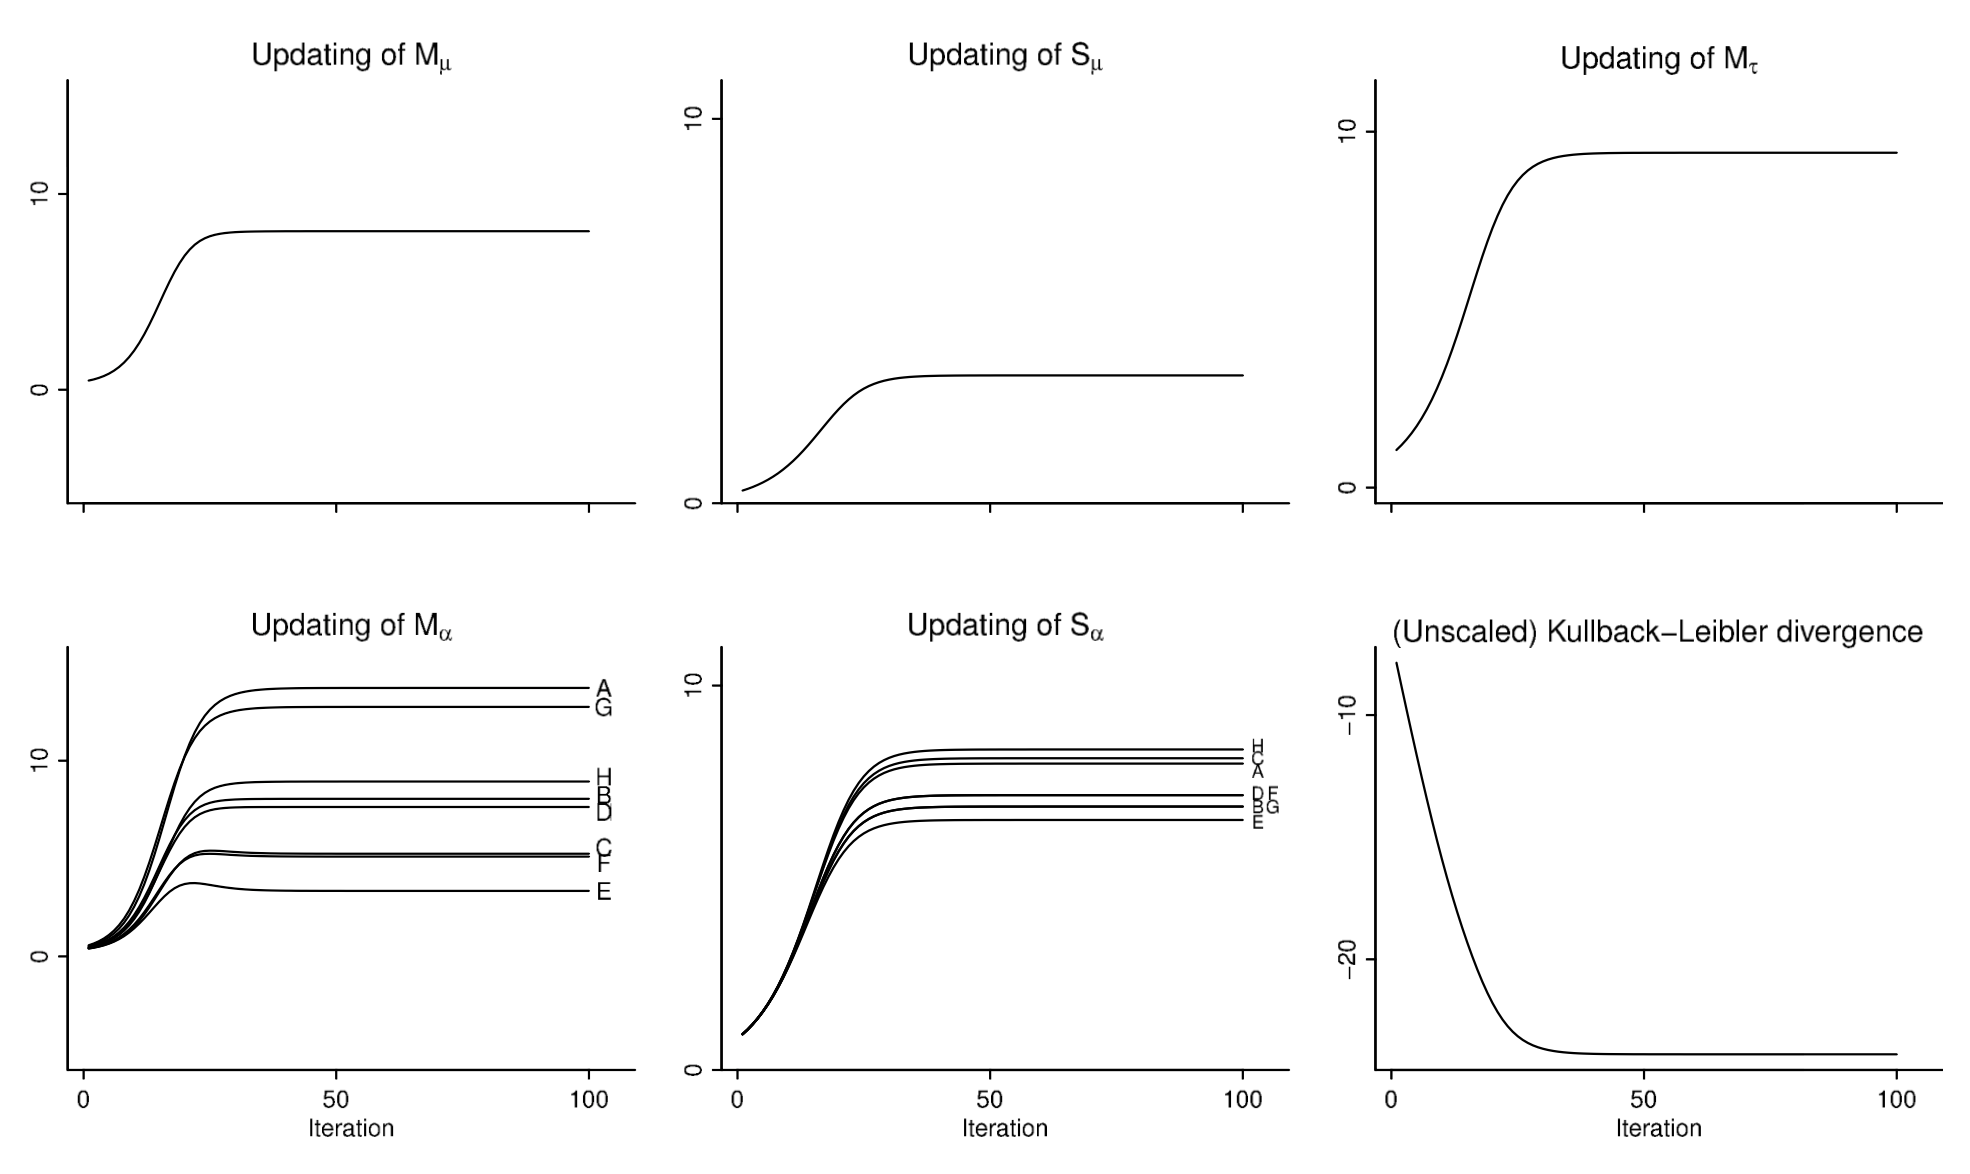 Updating of Mμ
10
0
Updating of Sμ
10
0
Updating of Mτ
10
0
Updating of Mα
10
0
A
G
H
B
D
C
F
E
0 50 100
Iteration
Updating of Sα
10
0
H
C
A
D F
B G
E
0 50 100
Iteration
(Unscaled) Kullback–Leibler divergence
−10
−20
0 50 100
Iteration